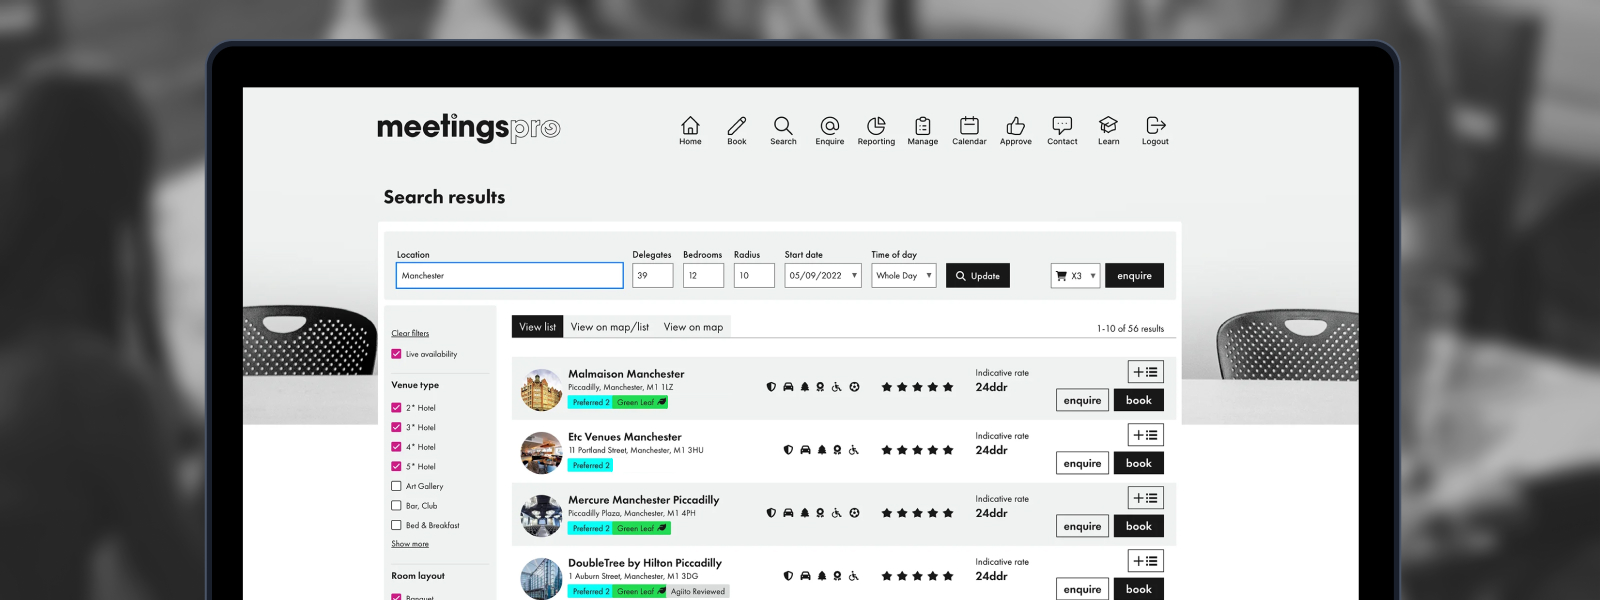 meetingspro
Home Book Search Enquire Reporting Manage Calendar Approve Contact Learn Logout
Search results
Location Delegates Bedrooms Radius Start date Time of day
Manchester 39 12 10 05/09/2022 Whole Day Update X3 enquire
Clear filters
Live availability
Venue type
2* Hotel
3* Hotel
4* Hotel
5* Hotel
Art Gallery
Bar, Club
Bed & Breakfast
Show more
Room layout
Banquet
View list View on map/list View on map
1-10 of 56 results
Malmaison Manchester
Piccadilly, Manchester, M1 1LZ
Preferred 2 Green Leaf
Indicative rate
24ddr
enquire book
Etc Venues Manchester
11 Portland Street, Manchester, M1 3HU
Preferred 2
Indicative rate
24ddr
enquire book
Mercure Manchester Piccadilly
Piccadilly Plaza, Manchester, M1 4PH
Preferred 2 Green Leaf
Indicative rate
24ddr
enquire book
DoubleTree by Hilton Piccadilly
1 Auburn Street, Manchester, M1 3DG
Preferred 2 Green Leaf Agiito Reviewed
Indicative rate
24ddr
enquire book